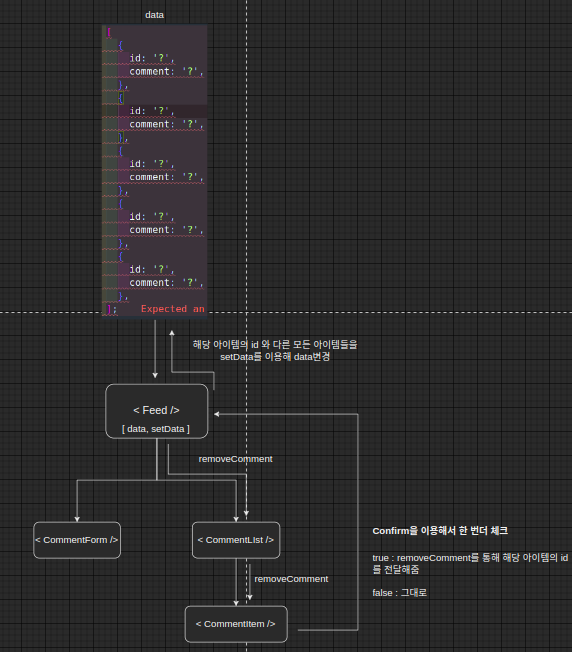 data
[
{
id: '?',
comment: '?',
},
{
id: '?',
comment: '?',
},
{
id: '?',
comment: '?',
},
{
id: '?',
comment: '?',
},
{
id: '?',
comment: '?',
},
];  Expected an
해당 아이템의 id 와 다른 모든 아이템들을
setData를 이용해 data변경
< Feed />
[ data, setData ]
removeComment
< CommentForm />
< CommentLIst />
Confirm을 이용해서 한 번더 체크
true : removeComment를 통해 해당 아이템의 id
를 전달해줌
false : 그대로
removeComment
< CommentItem />